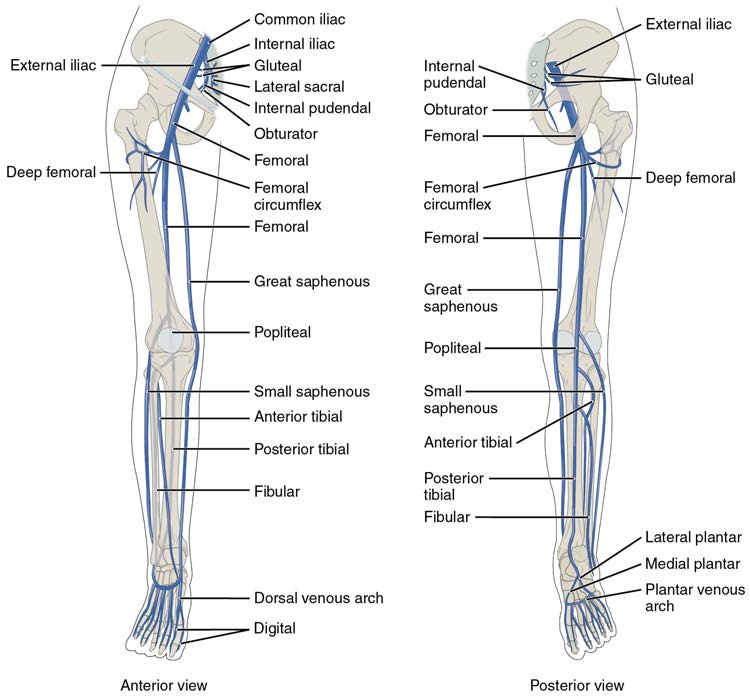 Common iliac
Internal iliac
External iliac
Gluteal
Lateral sacral
Internal pudendal
Obturator
Femoral
Deep femoral
Femoral
circumflex
Femoral
Great saphenous
Popliteal
Small saphenous
Anterior tibial
Posterior tibial
Fibular
Dorsal venous arch
Digital
Anterior view
External iliac
Internal
pudendal
Gluteal
Obturator
Femoral
Deep femoral
Femoral
circumflex
Femoral
Great
saphenous
Popliteal
Small
saphenous
Anterior tibial
Posterior
tibial
Fibular
Lateral plantar
Medial plantar
Plantar venous
arch
Posterior view